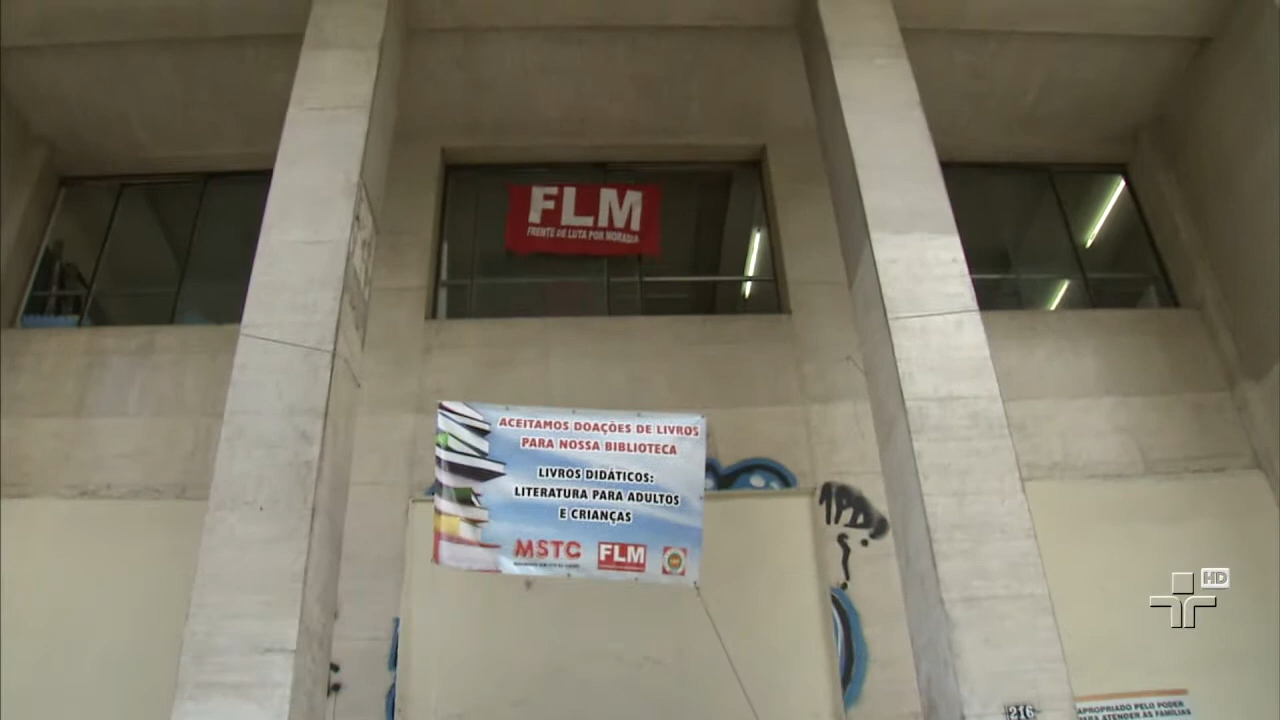 FLM
FRENTE DE LUTA POR MORADIA
ACEITAMOS DOAÇÕES DE LIVROS
PARA NOSSA BIBLIOTECA
LIVROS DIDÁTICOS:
LITERATURA PARA ADULTOS
E CRIANÇAS
MSTC
FLM
HD
216
APROPRIADO PELO PODER
PARA ATENDER AS FAMÍLIAS